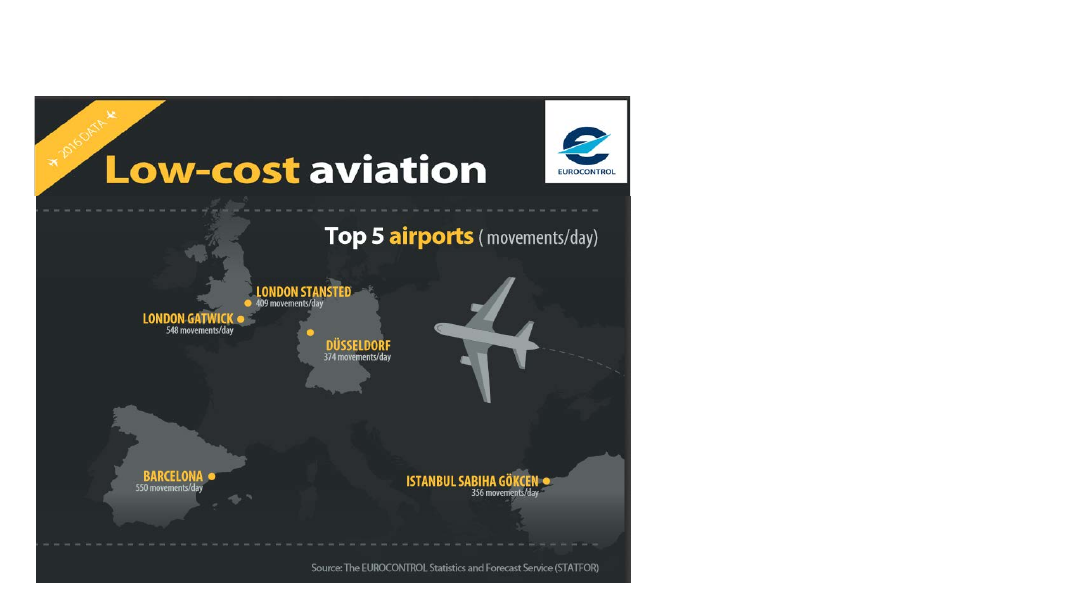 2016 DATA
Low-cost aviation
EUROCONTROL
Top 5 airports ( movements/day)
LONDON STANSTED
409 movements/day
LONDON GATWICK
548 movements/day
DÜSSELDORF
374 movements/day
BARCELONA
550 movements/day
ISTANBUL SABIHA GÖKCEN
356 movements/day
Source: The EUROCONTROL Statistics and Forecast Service (STATFOR)